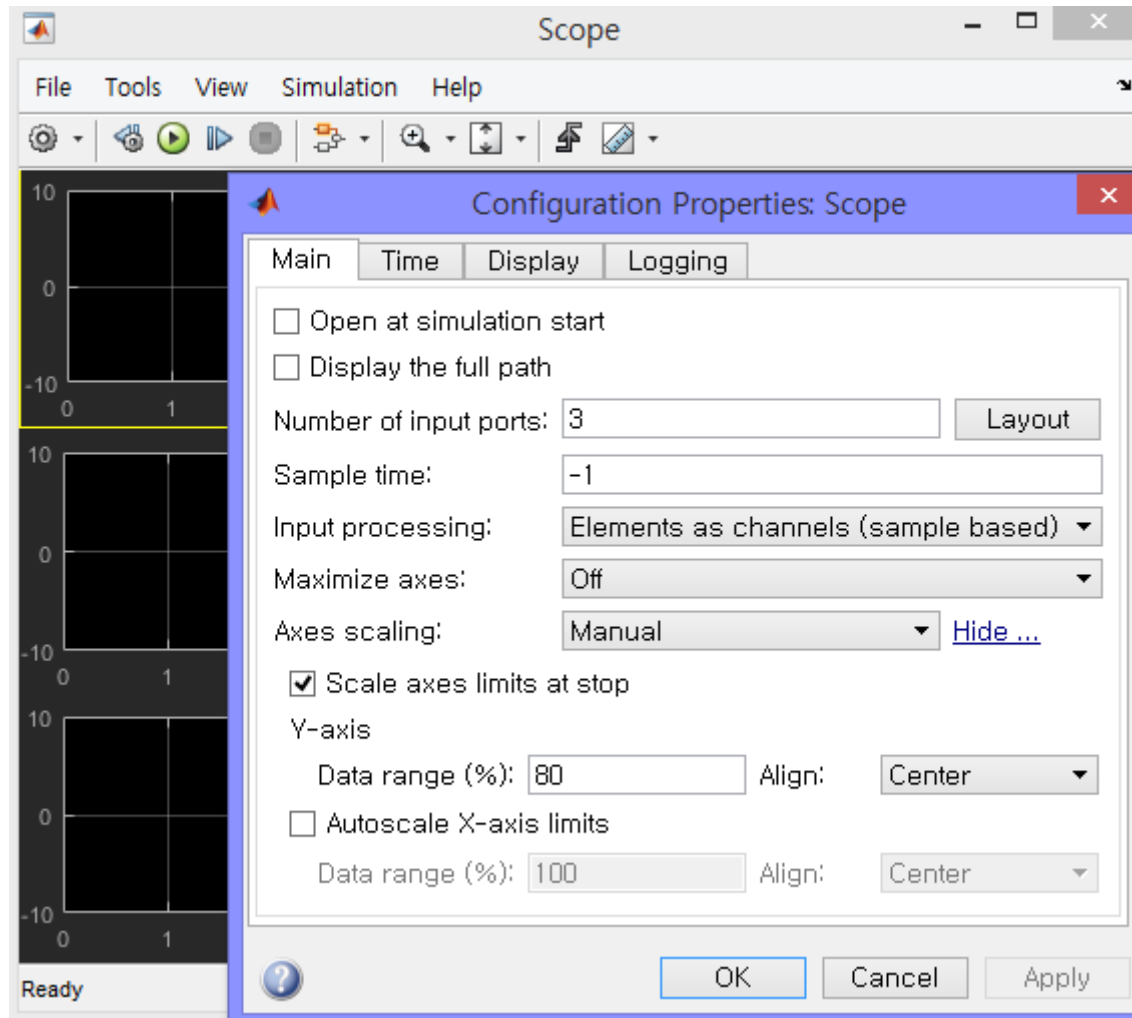 Scope
File Tools View Simulation Help
10
0
-10
0 1
10
0
-10
0 1
10
0
-10
0 1
Ready
Configuration Properties: Scope
Main Time Display Logging
Open at simulation start
Display the full path
Number of input ports: 3 Layout
Sample time: -1
Input processing: Elements as channels (sample based)
Maximize axes: Off
Axes scaling: Manual Hide ...
Scale axes limits at stop
Y-axis
Data range (%): 80 Align: Center
Autoscale X-axis limits
Data range (%): 100 Align: Center
OK Cancel Apply